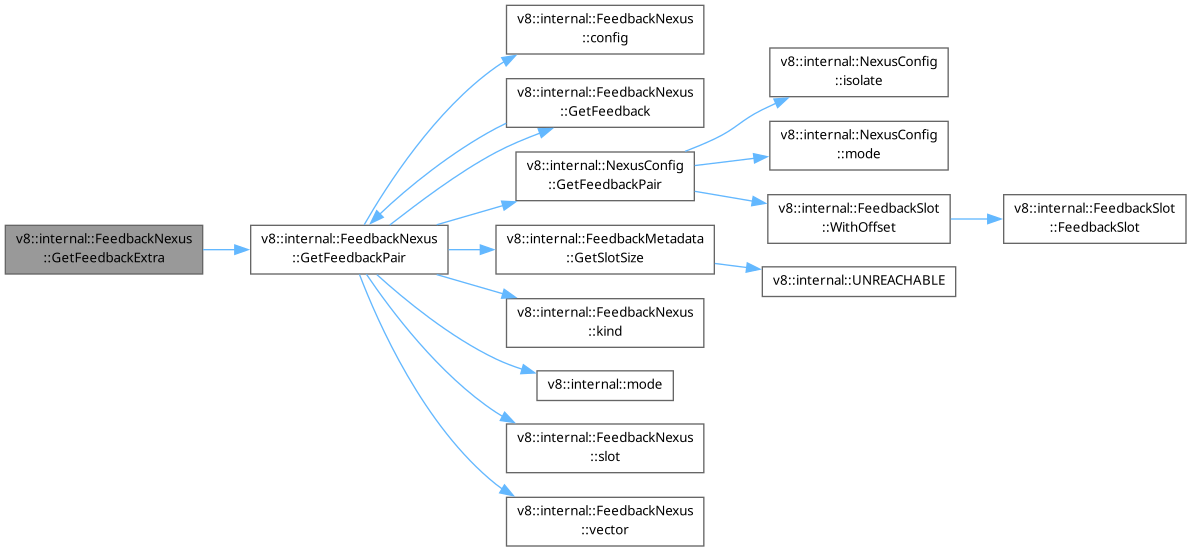 v8::internal::FeedbackNexus
::GetFeedbackExtra
v8::internal::FeedbackNexus
::GetFeedbackPair
v8::internal::FeedbackNexus
::config
v8::internal::FeedbackNexus
::GetFeedback
v8::internal::NexusConfig
::GetFeedbackPair
v8::internal::NexusConfig
::isolate
v8::internal::NexusConfig
::mode
v8::internal::FeedbackSlot
::WithOffset
v8::internal::FeedbackSlot
::FeedbackSlot
v8::internal::FeedbackMetadata
::GetSlotSize
v8::internal::UNREACHABLE
v8::internal::FeedbackNexus
::kind
v8::internal::mode
v8::internal::FeedbackNexus
::slot
v8::internal::FeedbackNexus
::vector